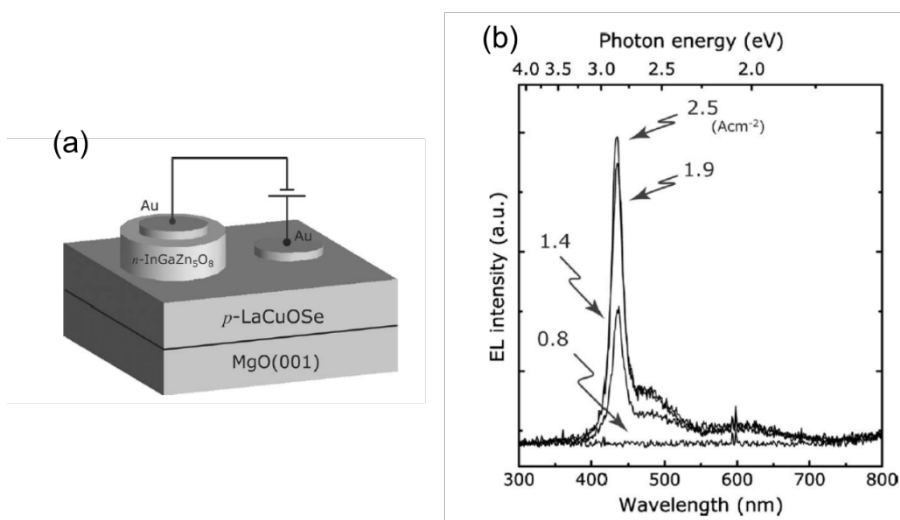 (a)
Au
Au
n-InGaZn₅O₈
p-LaCuOSe
MgO(001)
(b)
Photon energy (eV)
4.0 3.5 3.0 2.5 2.0
2.5
(Acm⁻²)
1.9
1.4
0.8
EL intensity (a.u.)
300 400 500 600 700 800
Wavelength (nm)